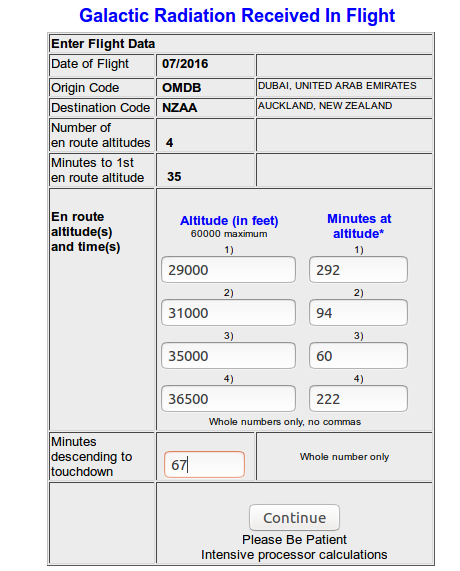 Galactic Radiation Received In Flight
Enter Flight Data
Date of Flight 07/2016
Origin Code OMDB DUBAI, UNITED ARAB EMIRATES
Destination Code NZAA AUCKLAND, NEW ZEALAND
Number of
en route altitudes 4
Minutes to 1st
en route altitude 35
En route
altitude(s)
and time(s)
Altitude (in feet)
60000 maximum
Minutes at
altitude*
1) 1)
29000 292
2) 2)
31000 94
3) 3)
35000 60
4) 4)
36500 222
Whole numbers only, no commas
Minutes
descending to
touchdown
67
Whole number only
Continue
Please Be Patient
Intensive processor calculations